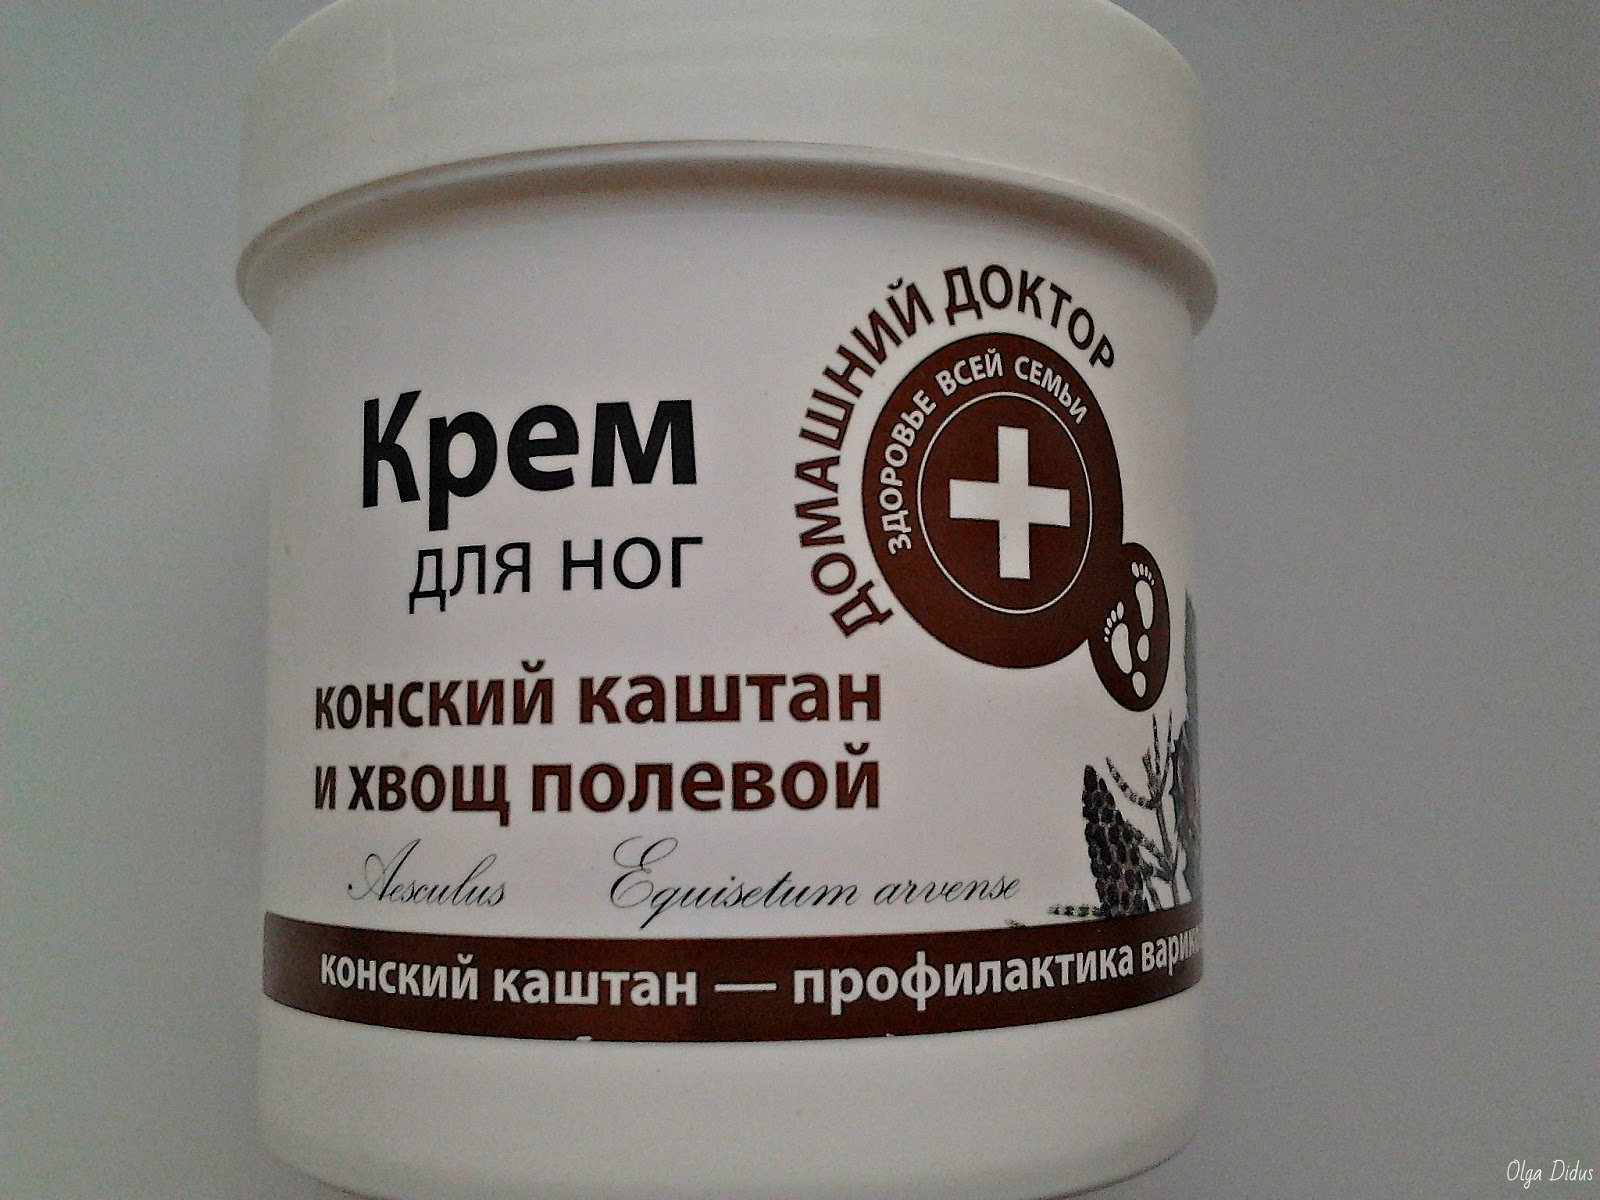 ДОМАШНИЙ ДОКТОР
ЗДОРОВЬЕ ВСЕЙ СЕМЬИ
Крем
для ног
конский каштан
и хвощ полевой
Aesculus Equisetum arvense
конский каштан — профилактика
Olga Didus